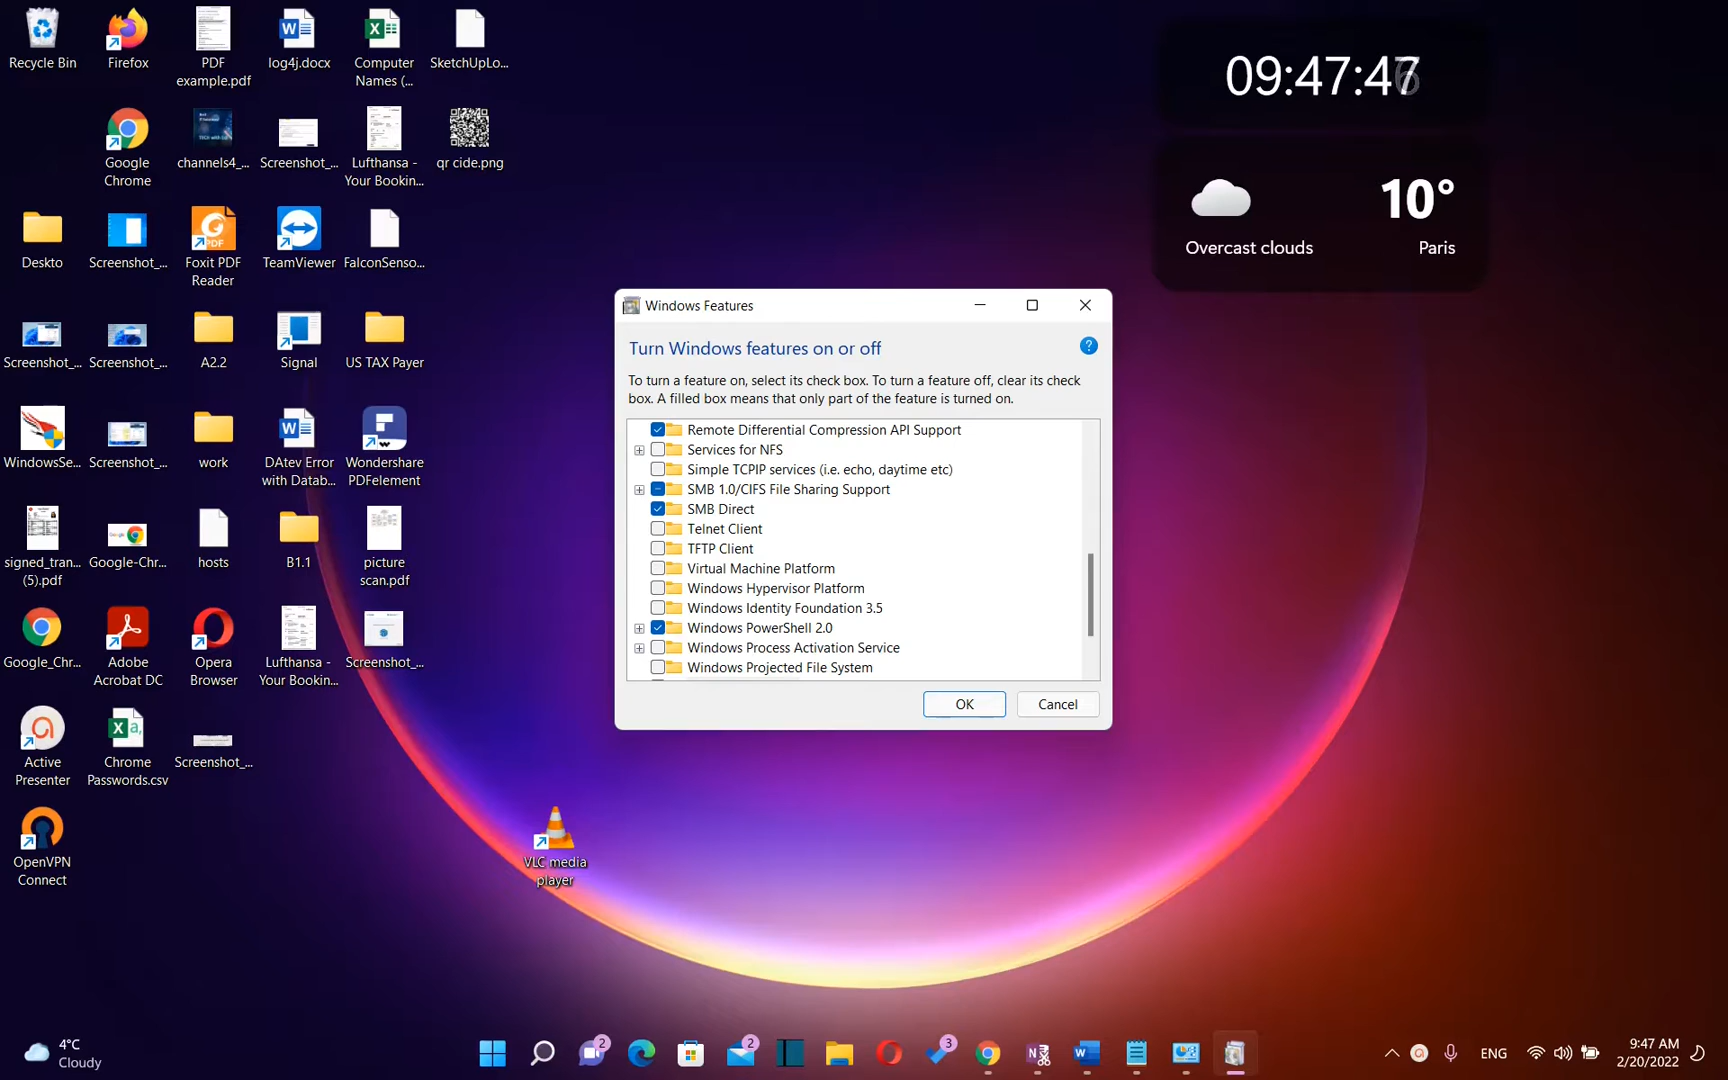 Recycle Bin
Firefox
PDF
example.pdf
log4j.docx
Computer
Names (...
SketchUpLo...
Google
Chrome
channels4_...
Screenshot_...
Lufthansa -
Your Bookin...
qr cide.png
Deskto
Screenshot_...
Foxit PDF
Reader
TeamViewer
FalconSenso...
Screenshot_...
Screenshot_...
A2.2
Signal
US TAX Payer
WindowsSe...
Screenshot_...
work
DAtev Error
with Datab...
Wondershare
PDFelement
signed_tran...
(5).pdf
Google-Chr...
hosts
B1.1
picture
scan.pdf
Google_Chr...
Adobe
Acrobat DC
Opera
Browser
Lufthansa -
Your Bookin...
Screenshot_...
Active
Presenter
Chrome
Passwords.csv
Screenshot_...
OpenVPN
Connect
VLC media
player
09:47:47
10°
Overcast clouds
Paris
Windows Features
Turn Windows features on or off
To turn a feature on, select its check box. To turn a feature off, clear its check
box. A filled box means that only part of the feature is turned on.
Remote Differential Compression API Support
Services for NFS
Simple TCPIP services (i.e. echo, daytime etc)
SMB 1.0/CIFS File Sharing Support
SMB Direct
Telnet Client
TFTP Client
Virtual Machine Platform
Windows Hypervisor Platform
Windows Identity Foundation 3.5
Windows PowerShell 2.0
Windows Process Activation Service
Windows Projected File System
OK
Cancel
4°C
Cloudy
2
2
3
ENG
9:47 AM
2/20/2022